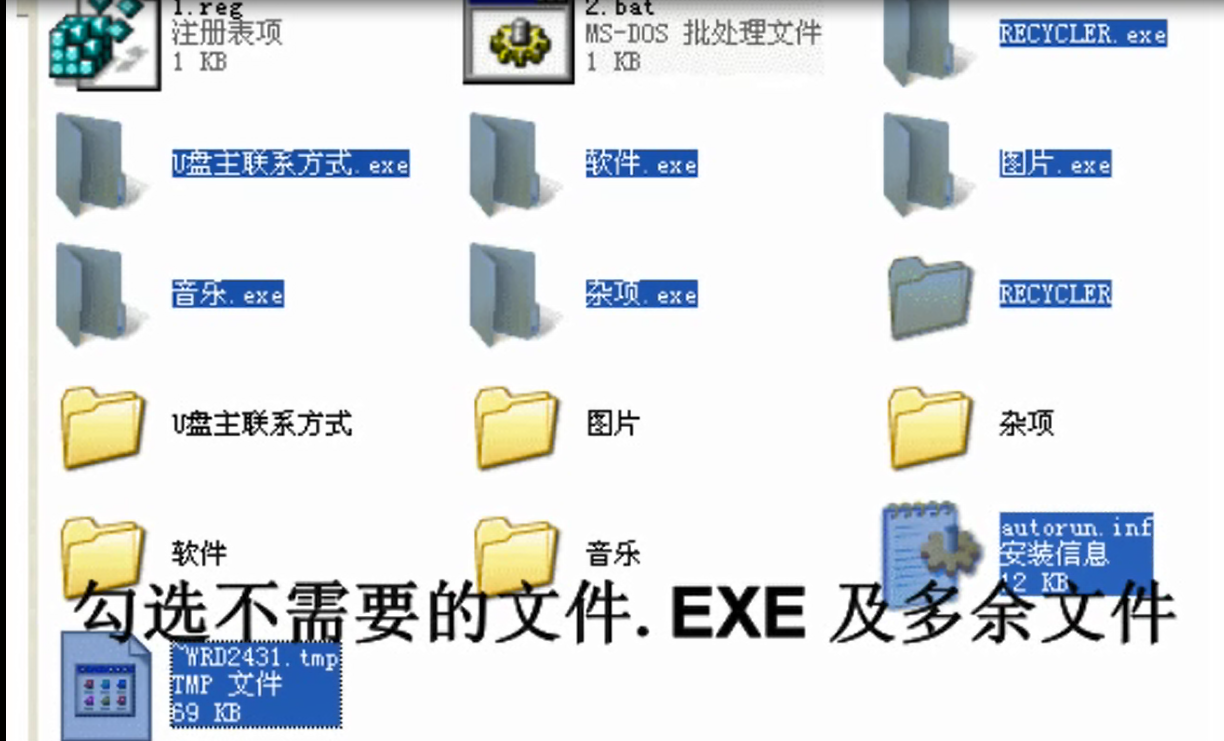 1.reg
注册表项
1 KB
2.bat
MS-DOS 批处理文件
1 KB
RECYCLER.exe
U盘主联系方式.exe
软件.exe
图片.exe
音乐.exe
杂项.exe
RECYCLER
U盘主联系方式
图片
杂项
软件
音乐
autorun.inf
安装信息
12 KB
勾选不需要的文件.EXE 及多余文件
~WRD2431.tmp
TMP 文件
69 KB